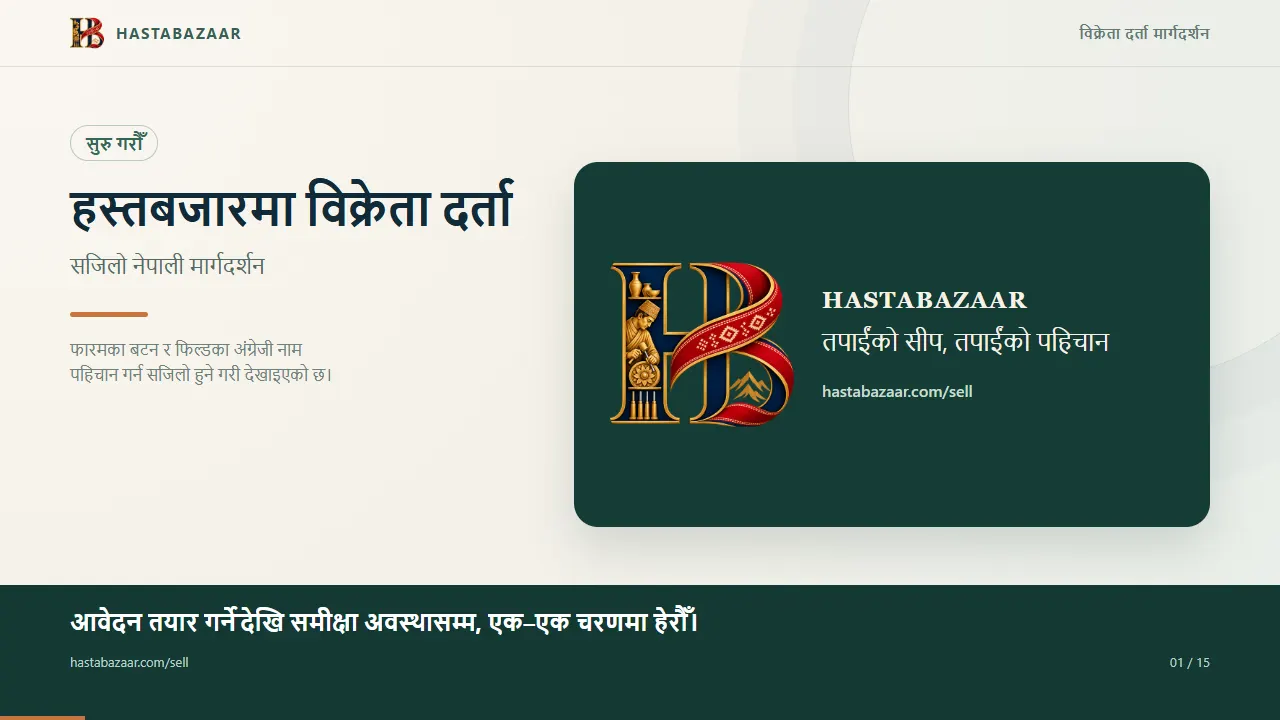 HASTABAZAAR
विक्रेता दर्ता मार्गदर्शन
सुरु गरौँ
हस्तबजारमा विक्रेता दर्ता
सजिलो नेपाली मार्गदर्शन
फारमका बटन र फिल्डका अंग्रेजी नाम
पहिचान गर्न सजिलो हुने गरी देखाइएको छ।
HASTABAZAAR
तपाईंको सीप, तपाईंको पहिचान
hastabazaar.com/sell
आवेदन तयार गर्नेदेखि समीक्षा अवस्थासम्म, एक–एक चरणमा हेरौँ।
hastabazaar.com/sell
01 / 15